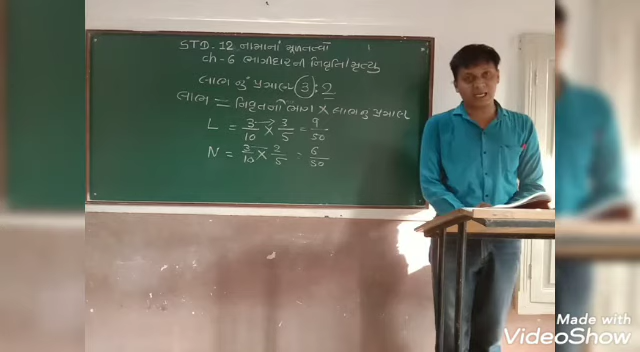 STD. 12 નામાનાં મૂળતત્વો
Ch-6 ભાગીદારની નિવૃત્તિ/મૃત્યુ
લાભનું પ્રમાણ 3:2
લાભ = નિવૃત્તનો ભાગ × લાભનું પ્રમાણ
L = 3/10 × 3/5 = 9/50
N = 3/10 × 2/5 = 6/50
Made with
VideoShow